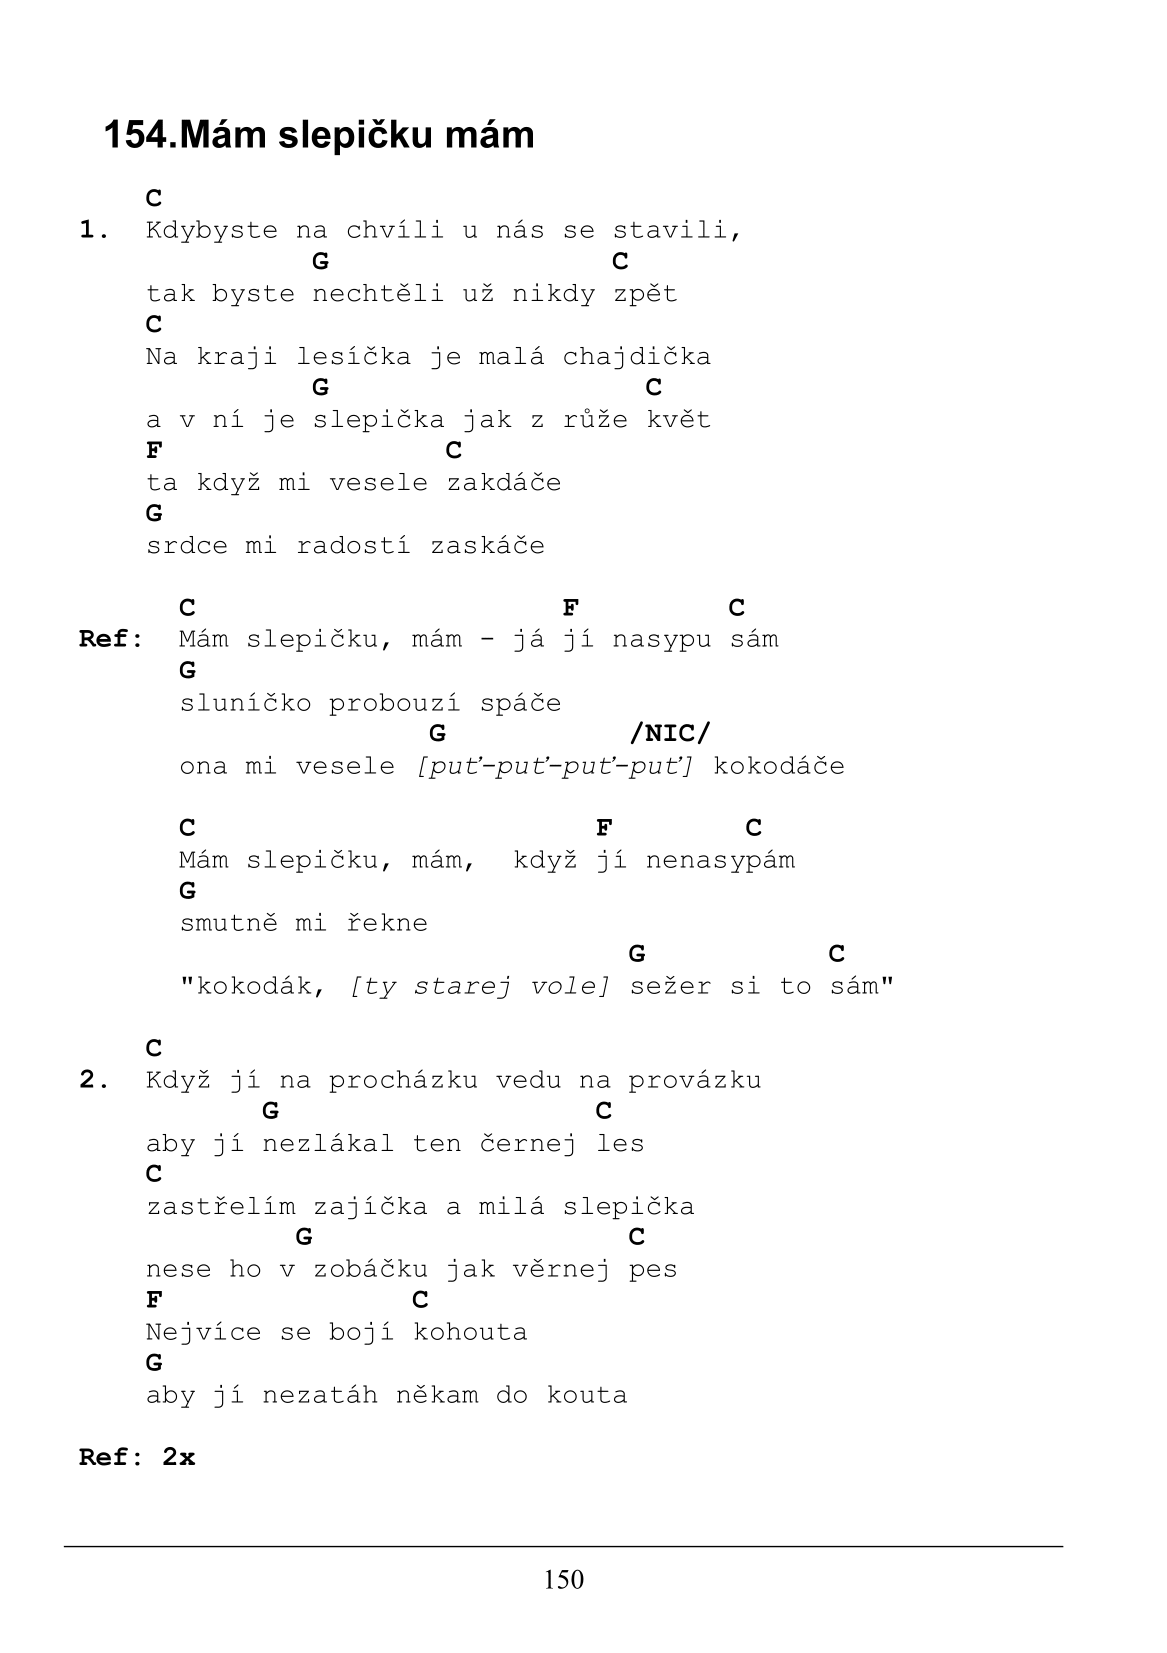 154.Mám slepičku mám
C
1. Kdybyste na chvíli u nás se stavili,
G C
tak byste nechtěli už nikdy zpět
C
Na kraji lesíčka je malá chajdička
G C
a v ní je slepička jak z růže květ
F C
ta když mi vesele zakdáče
G
srdce mi radostí zaskáče
C F C
Ref: Mám slepičku, mám - já jí nasypu sám
G
sluníčko probouzí spáče
G /NIC/
ona mi vesele [puť-puť-puť-puť] kokodáče
C F C
Mám slepičku, mám, když jí nenasypám
G
smutně mi řekne
G C
"kokodák, [ty starej vole] sežer si to sám"
C
2. Když jí na procházku vedu na provázku
G C
aby jí nezlákal ten černej les
C
zastřelím zajíčka a milá slepička
G C
nese ho v zobáčku jak věrnej pes
F C
Nejvíce se bojí kohouta
G
aby jí nezatáh někam do kouta
Ref: 2x
150